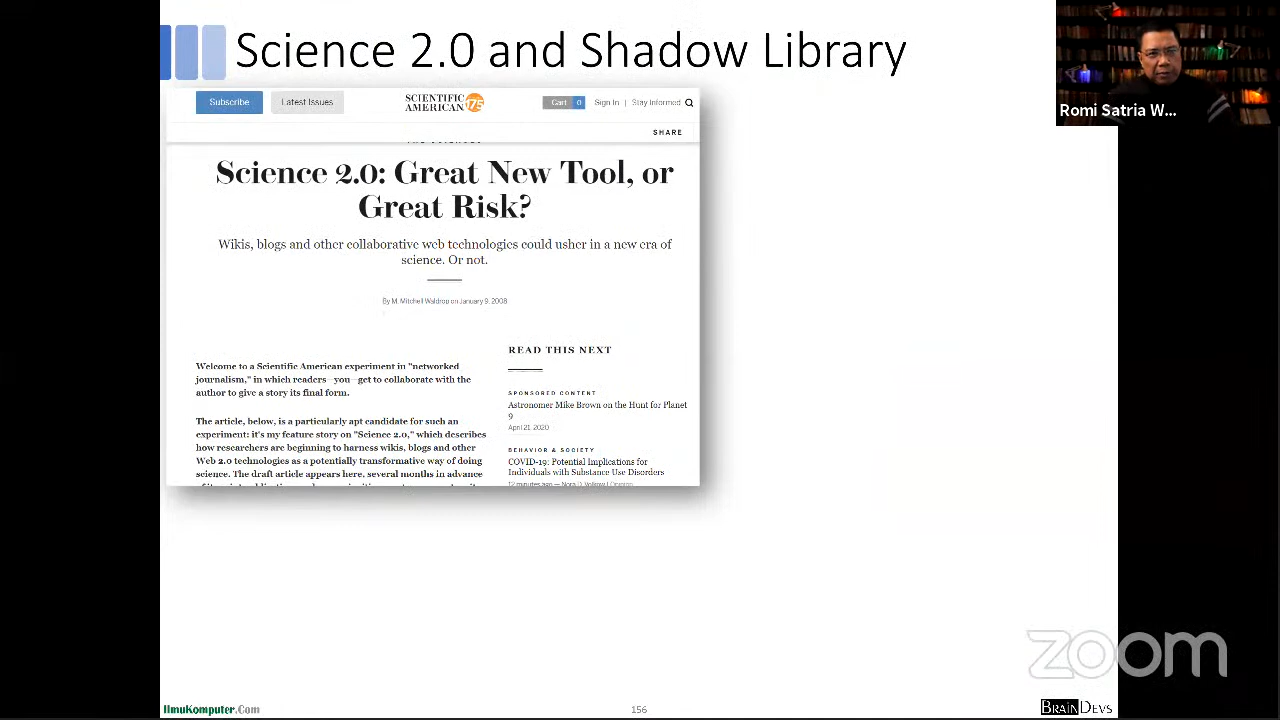 Science 2.0 and Shadow Library
Romi Satria W...
Subscribe
Latest Issues
SCIENTIFIC
AMERICAN 175
Cart 0
Sign In | Stay Informed
SHARE
Science 2.0: Great New Tool, or
Great Risk?
Wikis, blogs and other collaborative web technologies could usher in a new era of
science. Or not.
By M. Mitchell Waldrop on January 9, 2008
Welcome to a Scientific American experiment in "networked
journalism," in which readers—you—get to collaborate with the
author to give a story its final form.
The article, below, is a particularly apt candidate for such an
experiment: it's my feature story on "Science 2.0," which describes
how researchers are beginning to harness wikis, blogs and other
Web 2.0 technologies as a potentially transformative way of doing
science. The draft article appears here, several months in advance
READ THIS NEXT
SPONSORED CONTENT
Astronomer Mike Brown on the Hunt for Planet
9
April 21, 2020
BEHAVIOR & SOCIETY
COVID-19: Potential Implications for
Individuals with Substance Use Disorders
12 minutes ago — Nora D. Volkow | Opinion
zoom
IlmuKomputer.Com
156
BRAINDEVS